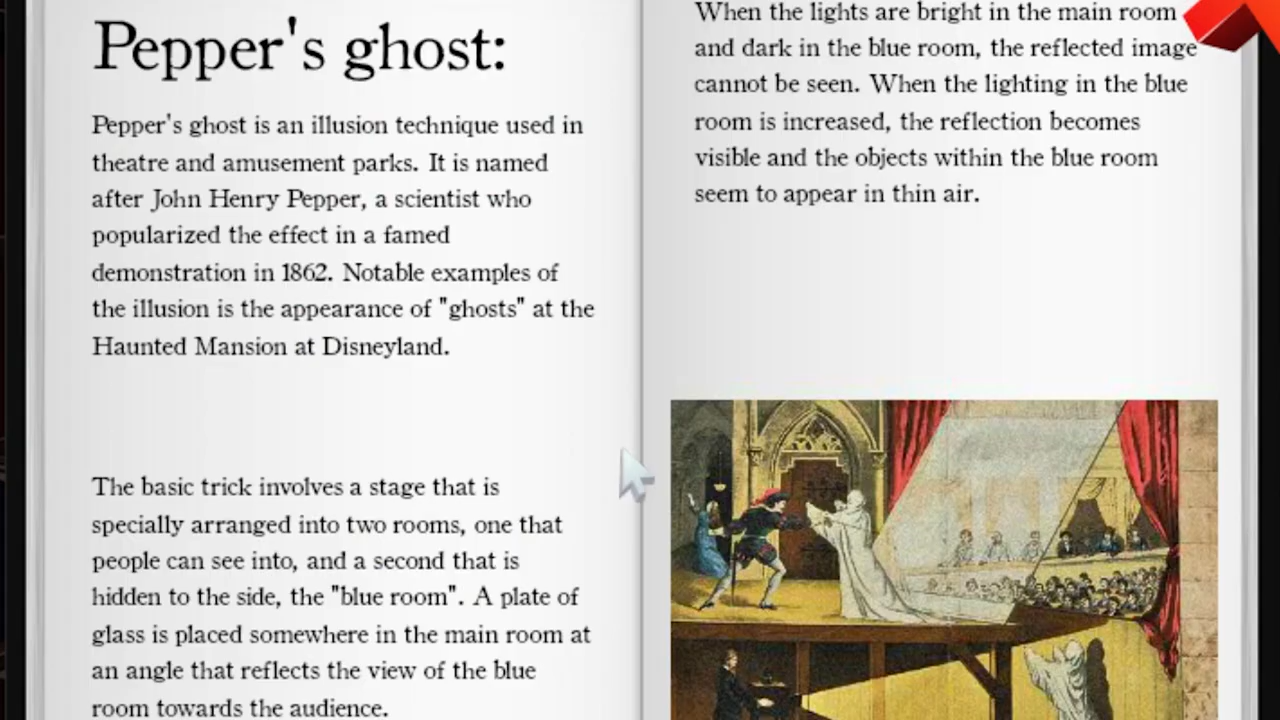 Pepper's ghost:
Pepper's ghost is an illusion technique used in
theatre and amusement parks. It is named
after John Henry Pepper, a scientist who
popularized the effect in a famed
demonstration in 1862. Notable examples of
the illusion is the appearance of "ghosts" at the
Haunted Mansion at Disneyland.
The basic trick involves a stage that is
specially arranged into two rooms, one that
people can see into, and a second that is
hidden to the side, the "blue room". A plate of
glass is placed somewhere in the main room at
an angle that reflects the view of the blue
room towards the audience.
When the lights are bright in the main room
and dark in the blue room, the reflected image
cannot be seen. When the lighting in the blue
room is increased, the reflection becomes
visible and the objects within the blue room
seem to appear in thin air.